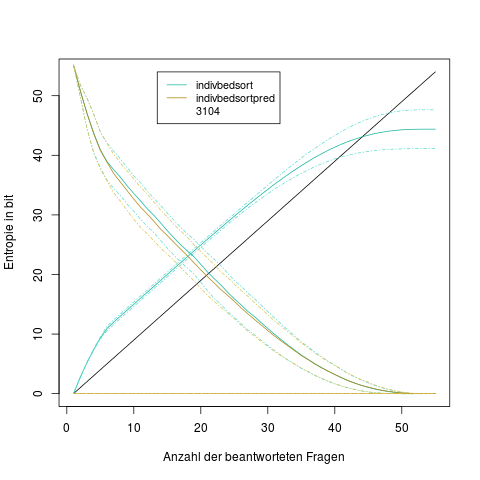 indivbedsort
indivbedsortpred
3104
Entropie in bit
50
40
30
20
10
0
0 10 20 30 40 50
Anzahl der beantworteten Fragen